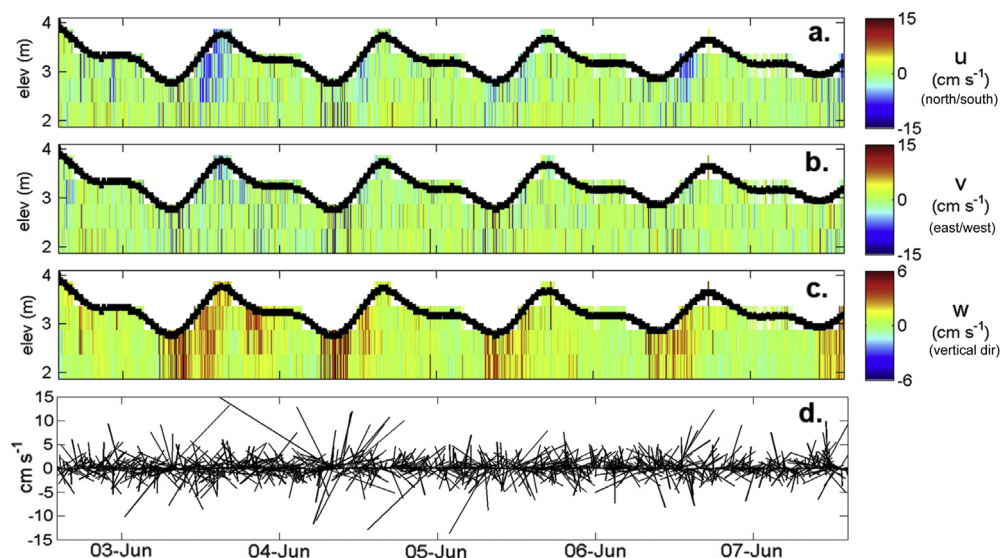 a.
elev (m)
4
3
2
15
0
-15
u
(cm s⁻¹)
(north/south)
b.
elev (m)
4
3
2
15
0
-15
v
(cm s⁻¹)
(east/west)
c.
elev (m)
4
3
2
6
0
-6
w
(cm s⁻¹)
(vertical dir)
d.
cm s⁻¹
15
10
5
0
-5
-10
-15
03-Jun 04-Jun 05-Jun 06-Jun 07-Jun